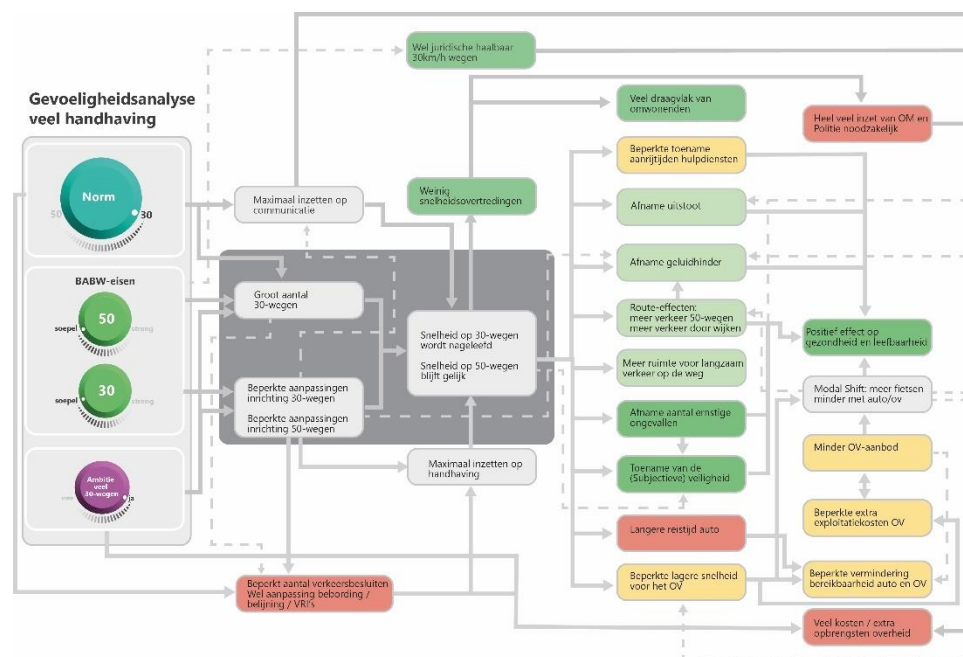 Gevoeligheidsanalyse
veel handhaving
Norm
50
30
BABW-eisen
50
soepel
streng
30
soepel
streng
Ambitie
veel
30-wegen
nee
ja
Wel juridische haalbaar
30km/h wegen
Maximaal inzetten op
communicatie
Weinig
snelheidsovertredingen
Groot aantal
30-wegen
Beperkte aanpassingen
inrichting 30-wegen
Beperkte aanpassingen
inrichting 50-wegen
Snelheid op 30-wegen
wordt nageleefd
Snelheid op 50-wegen
blijft gelijk
Maximaal inzetten op
handhaving
Beperkt aantal verkeersbesluiten
Wel aanpassing bebording /
belijning / VRI's
Veel draagvlak van
omwonenden
Beperkte toename
aanrijtijden hulpdiensten
Afname uitstoot
Afname geluidhinder
Route-effecten:
meer verkeer 50-wegen
meer verkeer door wijken
Meer ruimte voor langzaam
verkeer op de weg
Afname aantal ernstige
ongevallen
Toename van de
(Subjectieve) veiligheid
Langere reistijd auto
Beperkte lagere snelheid
voor het OV
Heel veel inzet van OM en
Politie noodzakelijk
Positief effect op
gezondheid en leefbaarheid
Modal Shift: meer fietsen
minder met auto/ov
Minder OV-aanbod
Beperkte extra
exploitatiekosten OV
Beperkte vermindering
bereikbaarheid auto en OV
Veel kosten / extra
opbrengsten overheid